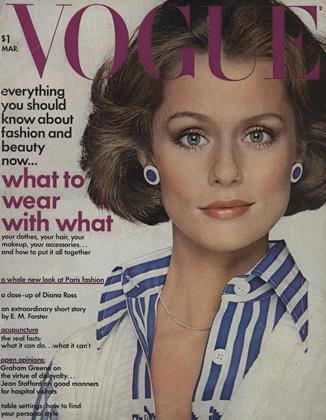 VOGUE
$1
MAR.
everything
you should
know about
fashion and
beauty
now...
what to
wear
with what
your clothes, your hair, your
makeup, your accessories...
and how to put it all together
a whole new look at Paris fashion
a close-up of Diana Ross
an extraordinary short story
by E. M. Forster
acupuncture
the real facts:
what it can do...what it can't
open opinions:
Graham Greene on
the virtue of disloyalty...
Jean Stafford on good manners
for hospital visitors
table settings: how to find
your personal style